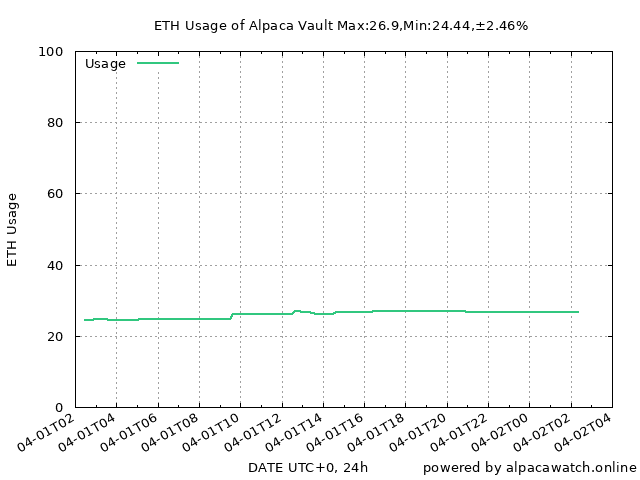 ETH Usage of Alpaca Vault Max:26.9,Min:24.44,±2.46%
Usage
100
80
60
40
20
0
ETH Usage
04-01T02
04-01T04
04-01T06
04-01T08
04-01T10
04-01T12
04-01T14
04-01T16
04-01T18
04-01T20
04-01T22
04-02T00
04-02T02
04-02T04
DATE UTC+0, 24h
powered by alpacawatch.online